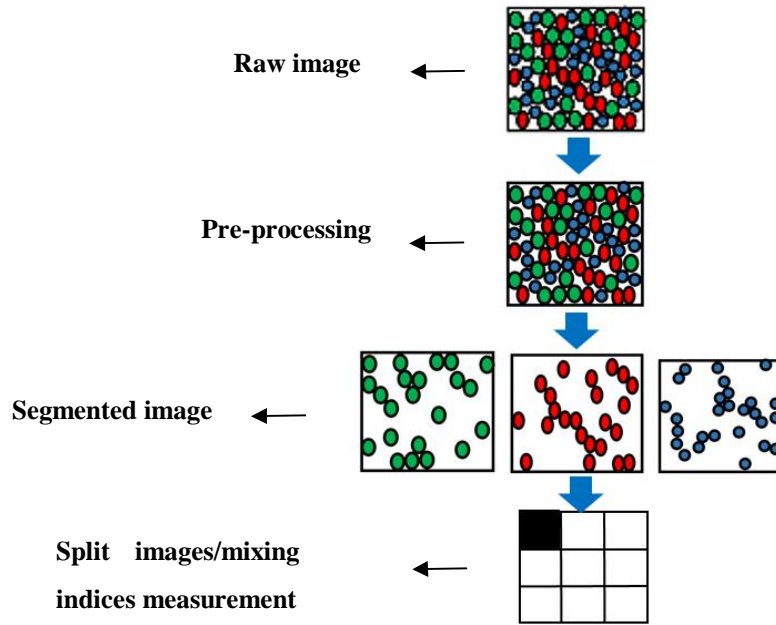 Raw image
Pre-processing
Segmented image
Split images/mixing
indices measurement